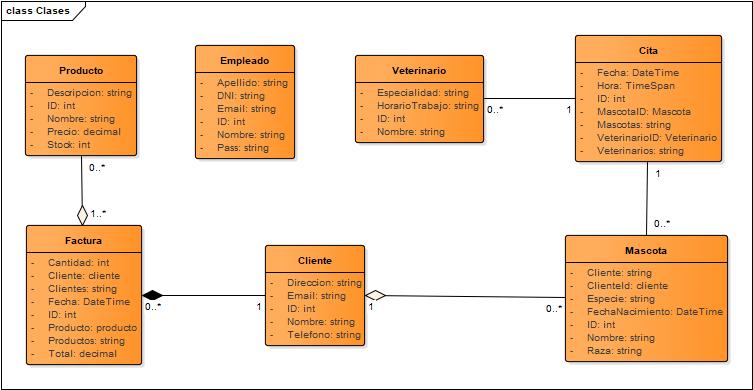 class Clases
Producto
- Descripcion: string
- ID: int
- Nombre: string
- Precio: decimal
- Stock: int
Empleado
- Apellido: string
- DNI: string
- Email: string
- ID: int
- Nombre: string
- Pass: string
Veterinario
- Especialidad: string
- HorarioTrabajo: string
- ID: int
- Nombre: string
Cita
- Fecha: DateTime
- Hora: TimeSpan
- ID: int
- MascotaID: Mascota
- Mascotas: string
- VeterinarioID: Veterinario
- Veterinarios: string
0..*
1
0..*
1..*
1
0..*
Factura
- Cantidad: int
- Cliente: cliente
- Clientes: string
- Fecha: DateTime
- ID: int
- Producto: producto
- Productos: string
- Total: decimal
0..*
1
Cliente
- Direccion: string
- Email: string
- ID: int
- Nombre: string
- Telefono: string
1
0..*
Mascota
- Cliente: string
- ClienteId: cliente
- Especie: string
- FechaNacimiento: DateTime
- ID: int
- Nombre: string
- Raza: string